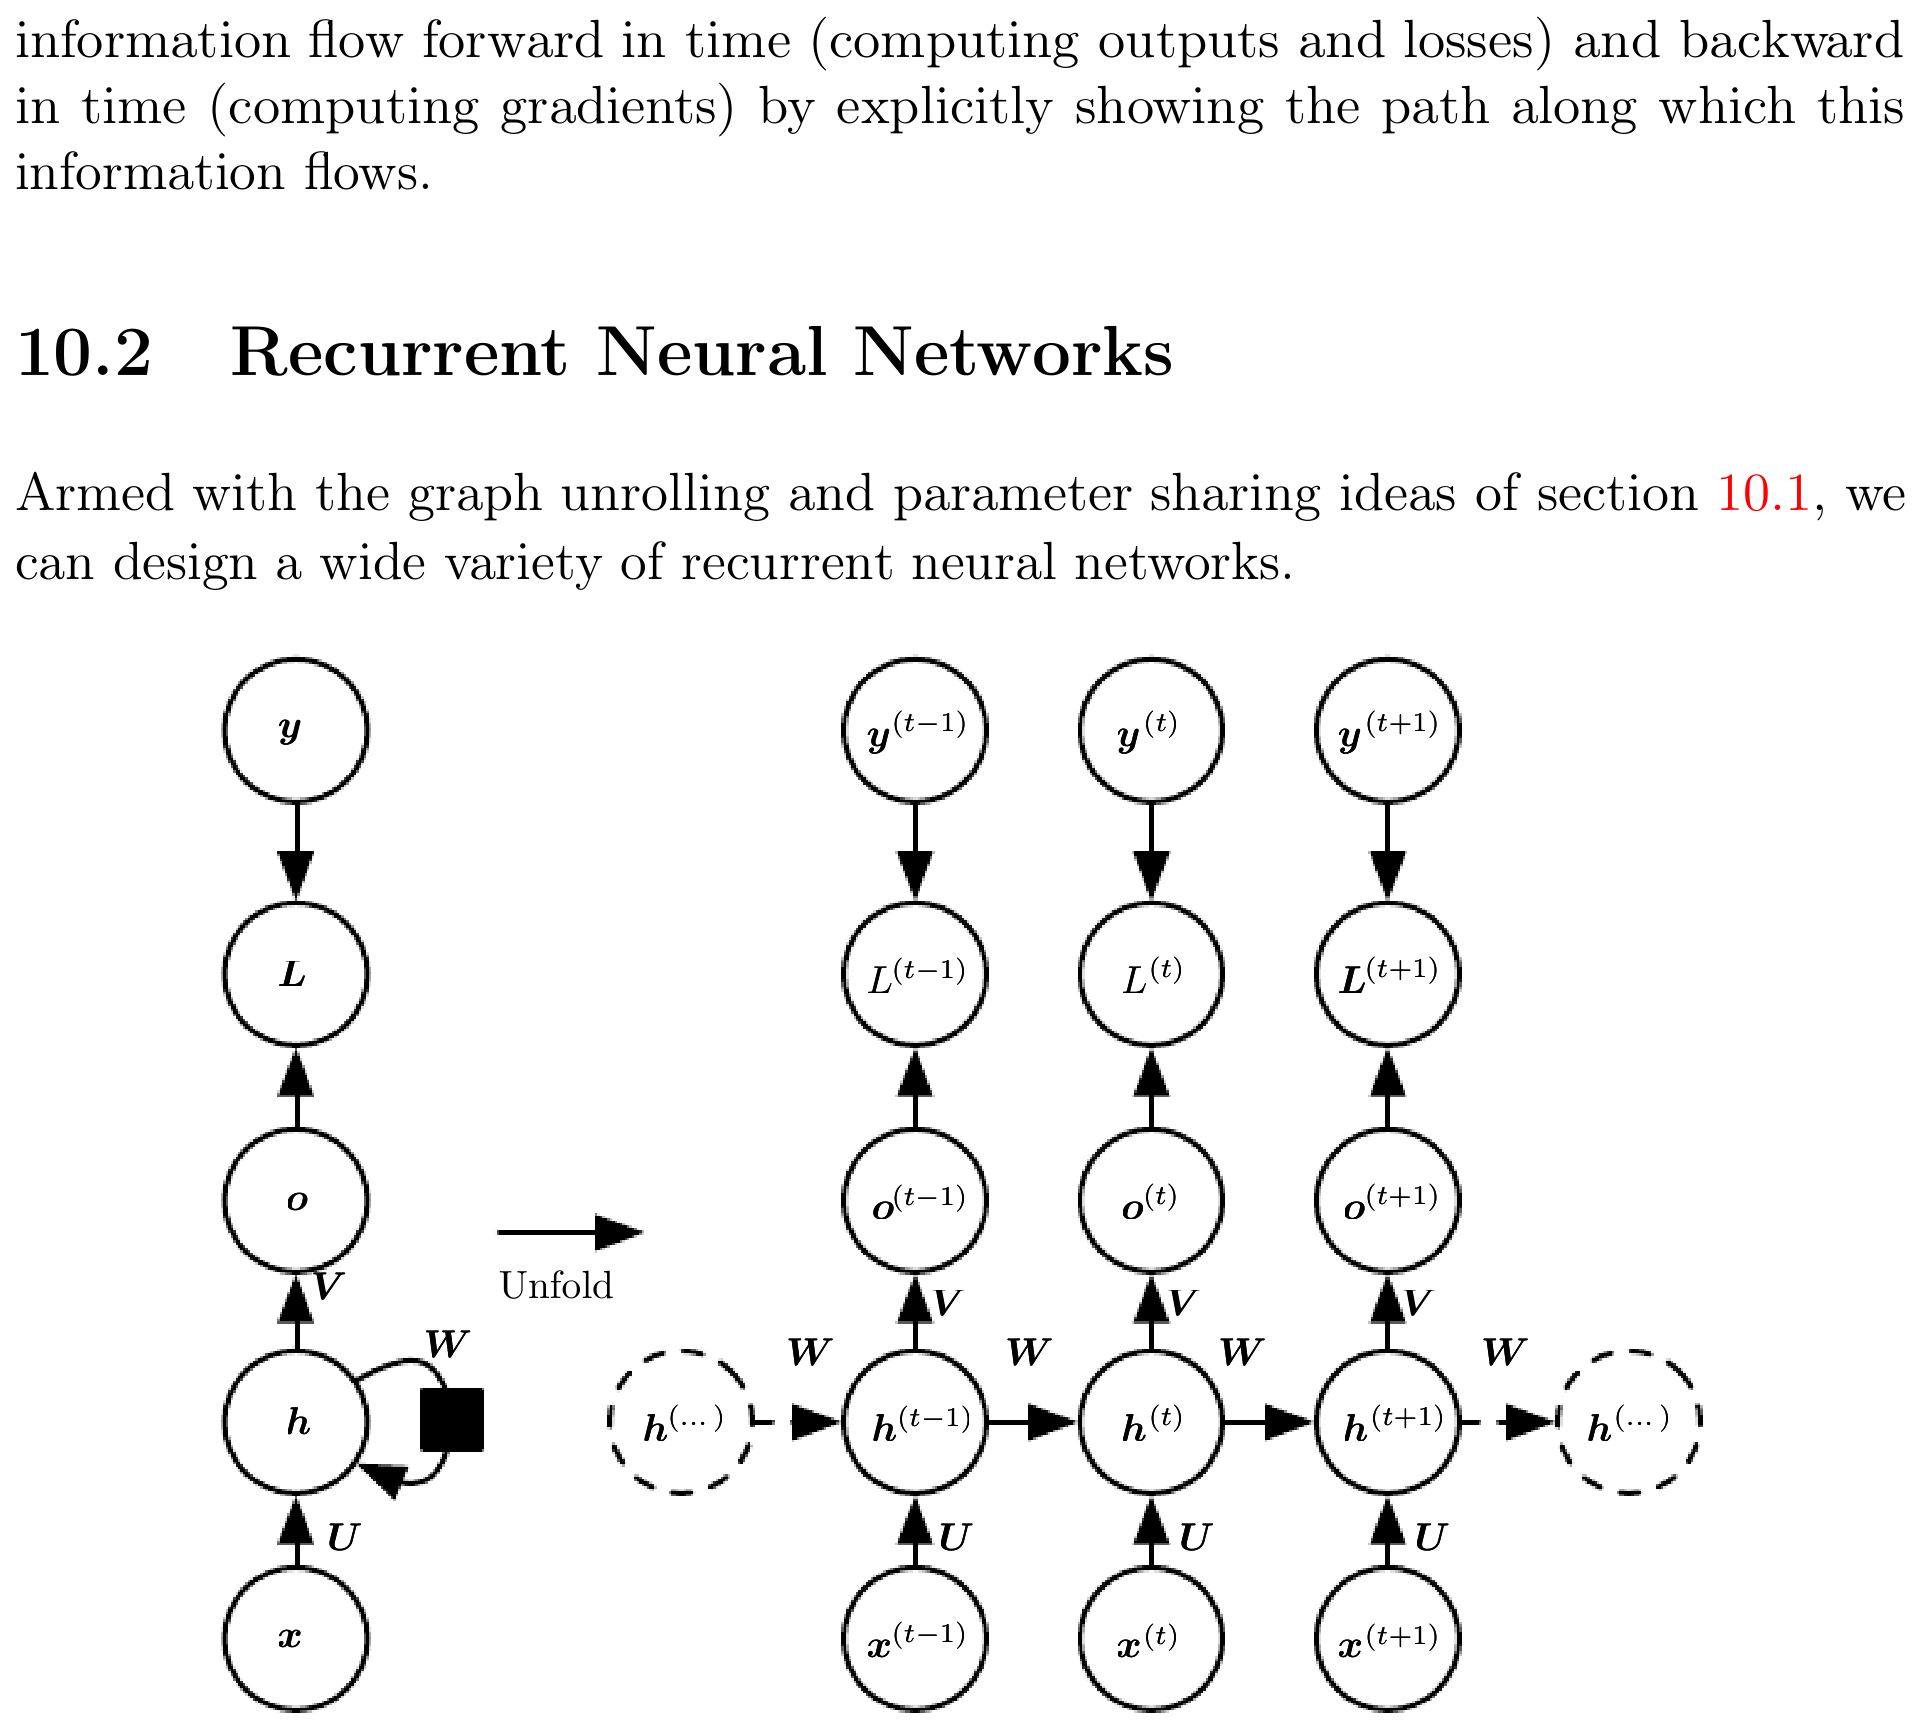 information flow forward in time (computing outputs and losses) and backward
in time (computing gradients) by explicitly showing the path along which this
information flows.
10.2 Recurrent Neural Networks
Armed with the graph unrolling and parameter sharing ideas of section 10.1, we
can design a wide variety of recurrent neural networks.
y y^(t−1) y^(t) y^(t+1)
L L^(t−1) L^(t) L^(t+1)
o o^(t−1) o^(t) o^(t+1)
Unfold
V V V V
W W W W W
h h^(...) h^(t−1) h^(t) h^(t+1) h^(...)
U U U U
x x^(t−1) x^(t) x^(t+1)